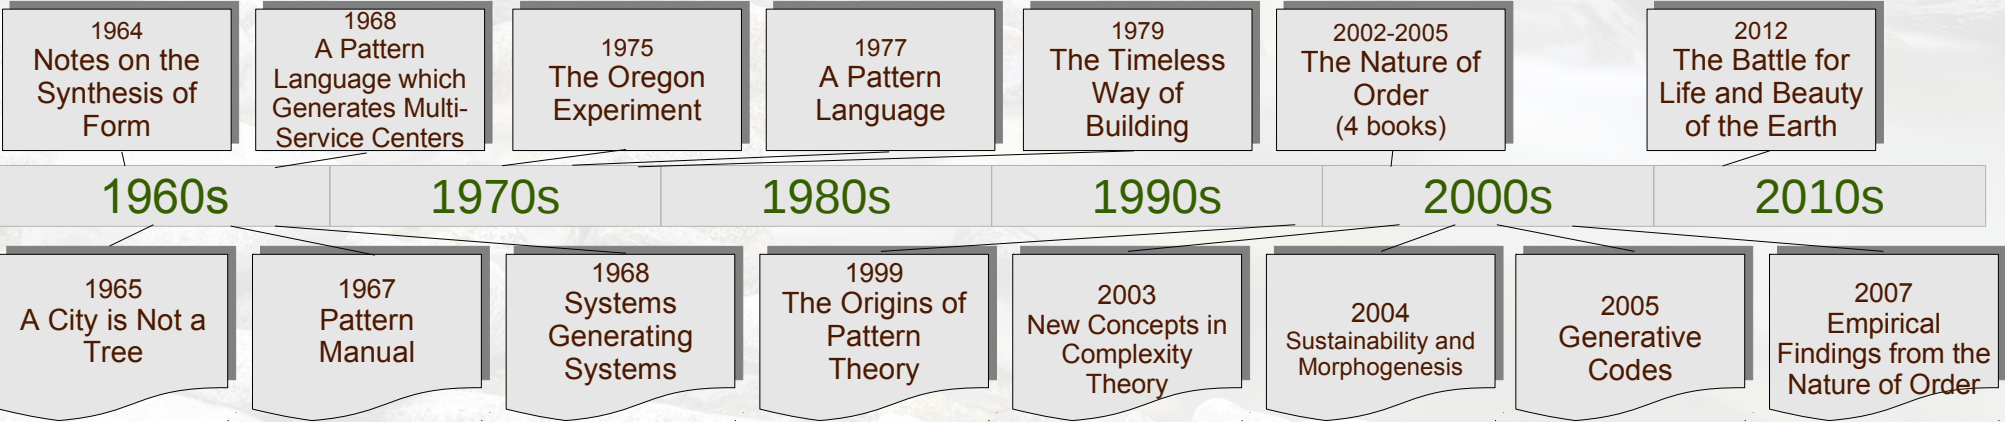 1964
Notes on the
Synthesis of
Form
1968
A Pattern
Language which
Generates Multi-
Service Centers
1975
The Oregon
Experiment
1977
A Pattern
Language
1979
The Timeless
Way of
Building
2002-2005
The Nature of
Order
(4 books)
2012
The Battle for
Life and Beauty
of the Earth
1960s
1970s
1980s
1990s
2000s
2010s
1965
A City is Not a
Tree
1967
Pattern
Manual
1968
Systems
Generating
Systems
1999
The Origins of
Pattern
Theory
2003
New Concepts in
Complexity
Theory
2004
Sustainability and
Morphogenesis
2005
Generative
Codes
2007
Empirical
Findings from the
Nature of Order